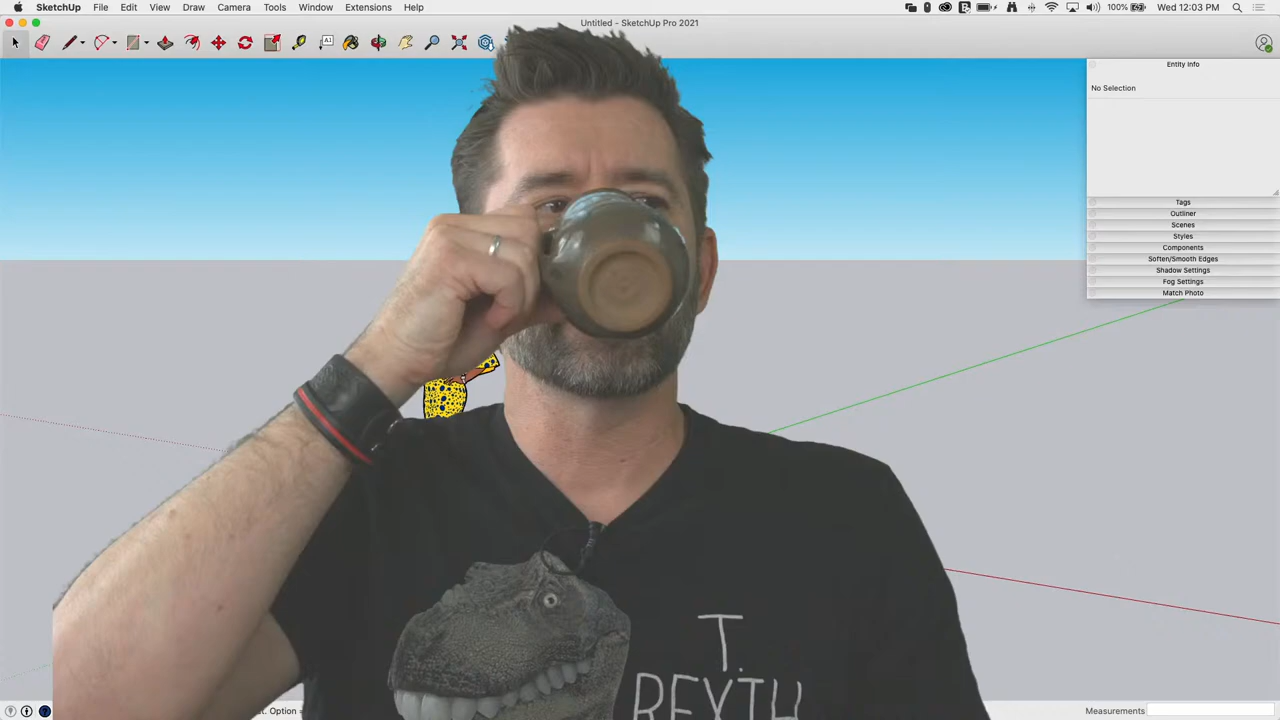 SketchUp File Edit View Draw Camera Tools Window Extensions Help
100% Wed 12:03 PM
Untitled - SketchUp Pro 2021
Entity Info
No Selection
Tags
Outliner
Scenes
Styles
Components
Soften/Smooth Edges
Shadow Settings
Fog Settings
Match Photo
T.
Measurements